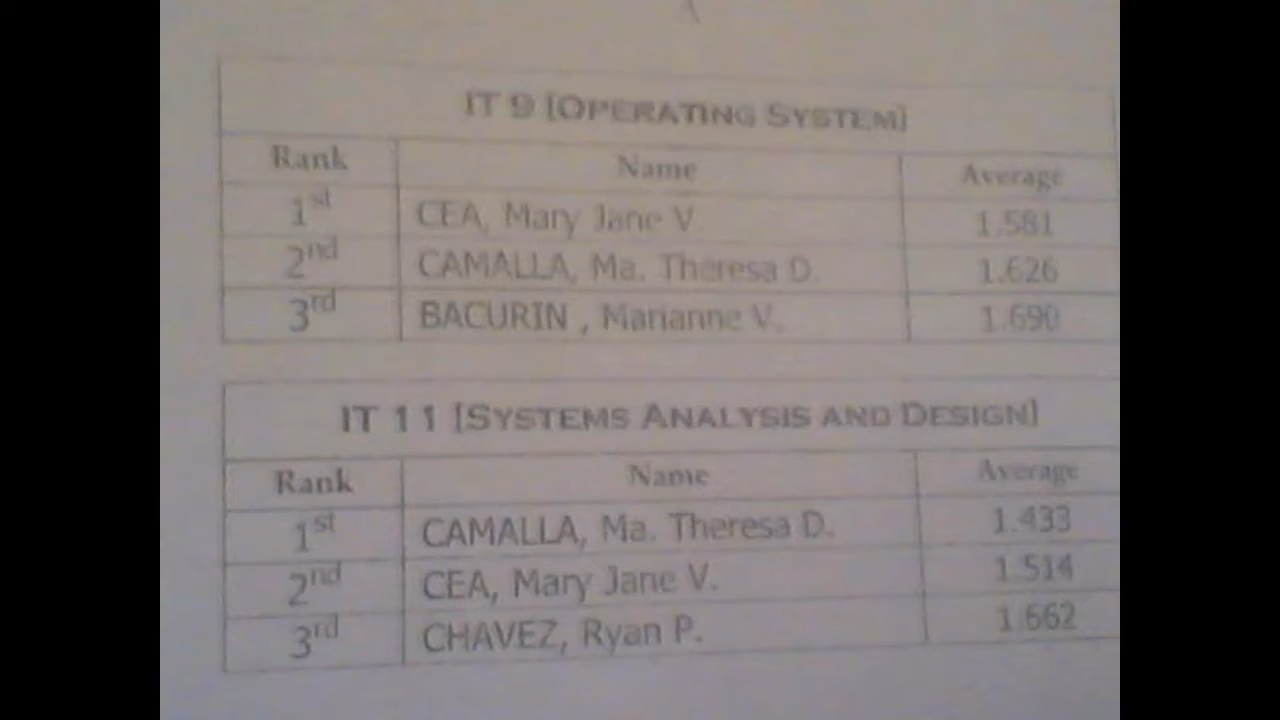 IT 9 [OPERATING SYSTEM]
Rank Name Average
1st CEA, Mary Jane V. 1.581
2nd CAMALLA, Ma. Theresa D. 1.626
3rd BACURIN , Marianne V. 1.690
IT 11 [SYSTEMS ANALYSIS AND DESIGN]
Rank Name Average
1st CAMALLA, Ma. Theresa D. 1.433
2nd CEA, Mary Jane V. 1.514
3rd CHAVEZ, Ryan P. 1.662